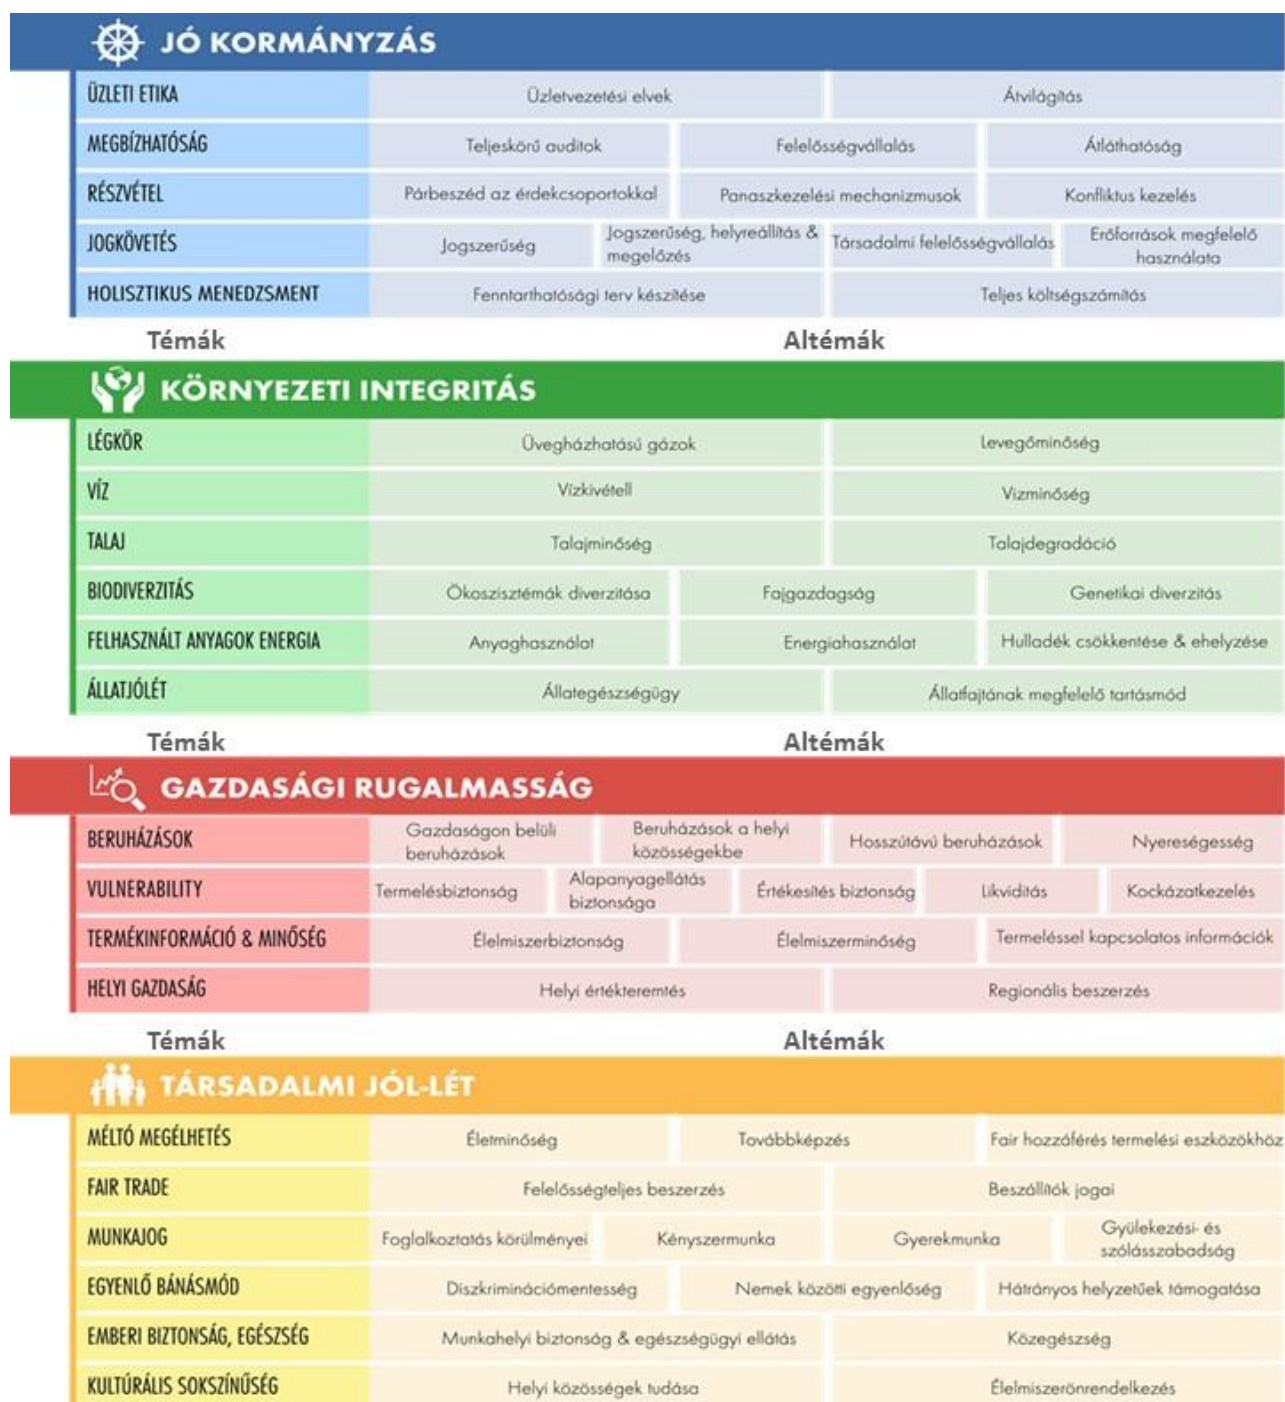 JÓ KORMÁNYZÁS
ÜZLETI ETIKA Üzletvezetési elvek Átvilágítás
MEGBÍZHATÓSÁG Teljeskörű auditok Felelősségvállalás Átláthatóság
RÉSZVÉTEL Párbeszéd az érdekcsoportokkal Panaszkezelési mechanizmusok Konfliktus kezelés
JOGKÖVETÉS Jogszerűség Jogszerűség, helyreállítás & megelőzés Társadalmi felelősségvállalás Erőforrások megfelelő használata
HOLISZTIKUS MENEDZSMENT Fenntarthatósági terv készítése Teljes költségszámítás
Témák Altémák
KÖRNYEZETI INTEGRITÁS
LÉGKÖR Üvegházhatású gázok Levegőminőség
VÍZ Vízkivétell Vizminőség
TALAJ Talajminőség Talajdegradáció
BIODIVERZITÁS Ökoszisztémák diverzitása Fajgazdagság Genetikai diverzitás
FELHASZNÁLT ANYAGOK ENERGIA Anyaghasználat Energiahasználat Hulladék csökkentése & ehelyzése
ÁLLATJÓLÉT Állategészségügy Állatfajtának megfelelő tartásmód
Témák Altémák
GAZDASÁGI RUGALMASSÁG
BERUHÁZÁSOK Gazdaságon belüli beruházások Beruházások a helyi közösségekbe Hosszútávú beruházások Nyereségesség
VULNERABILITY Termelésbiztonság Alapanyagellátás biztonsága Értékesítés biztonság Likviditás Kockázatkezelés
TERMÉKINFORMÁCIÓ & MINŐSÉG Élelmiszerbiztonság Élelmiszerminőség Termeléssel kapcsolatos információk
HELYI GAZDASÁG Helyi értékteremtés Regionális beszerzés
Témák Altémák
TÁRSADALMI JÓL-LÉT
MÉLTÓ MEGÉLHETÉS Életminőség Továbbképzés Fair hozzáférés termelési eszközökhöz
FAIR TRADE Felelősségteljes beszerzés Beszállítók jogai
MUNKAJOG Foglalkoztatás körülményei Kényszermunka Gyerekmunka Gyülekezési- és szólásszabadság
EGYENLŐ BÁNÁSMÓD Diszkriminációmentesség Nemek közötti egyenlőség Hátrányos helyzetűek támogatása
EMBERI BIZTONSÁG, EGÉSZSÉG Munkahelyi biztonság & egészségügyi ellátás Közegészség
KULTÚRÁLIS SOKSZÍNŰSÉG Helyi közösségek tudása Élelmiszerönrendelkezés